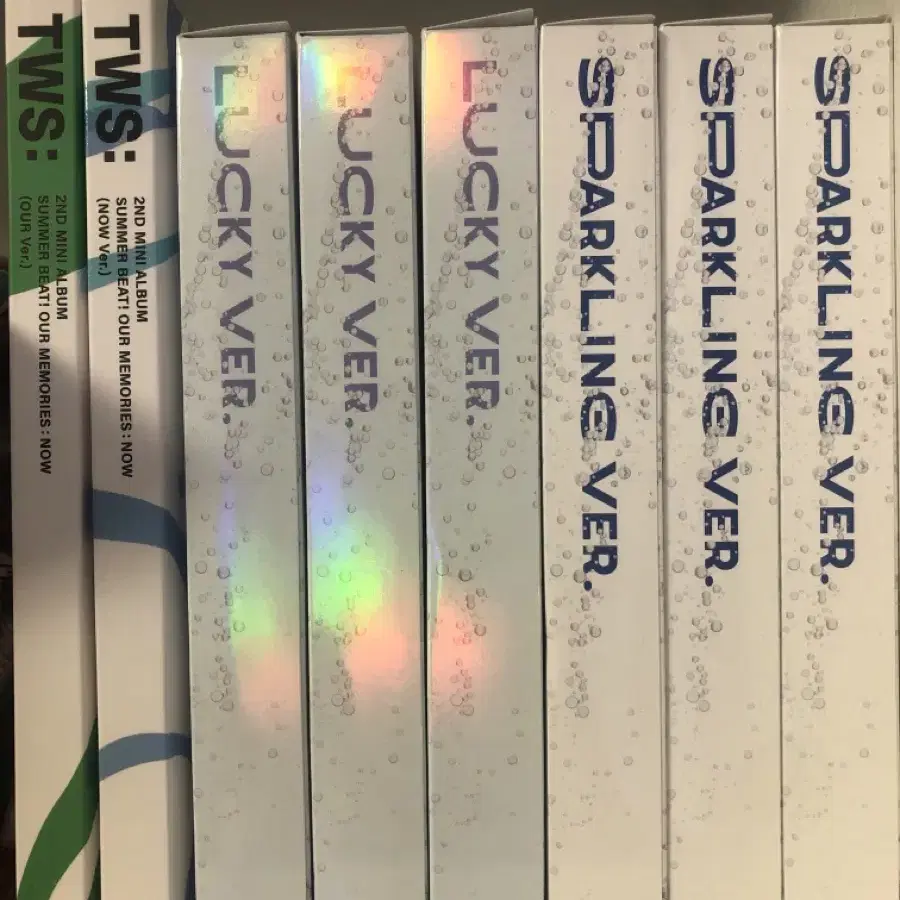 TWS:
2ND MINI ALBUM
SUMMER BEAT! OUR MEMORIES : NOW
(OUR Ver.)
TWS:
2ND MINI ALBUM
SUMMER BEAT! OUR MEMORIES : NOW
(NOW Ver.)
LUCKY VER.
LUCKY VER.
LUCKY VER.
SPARKLING VER.
SPARKLING VER.
SPARKLING VER.